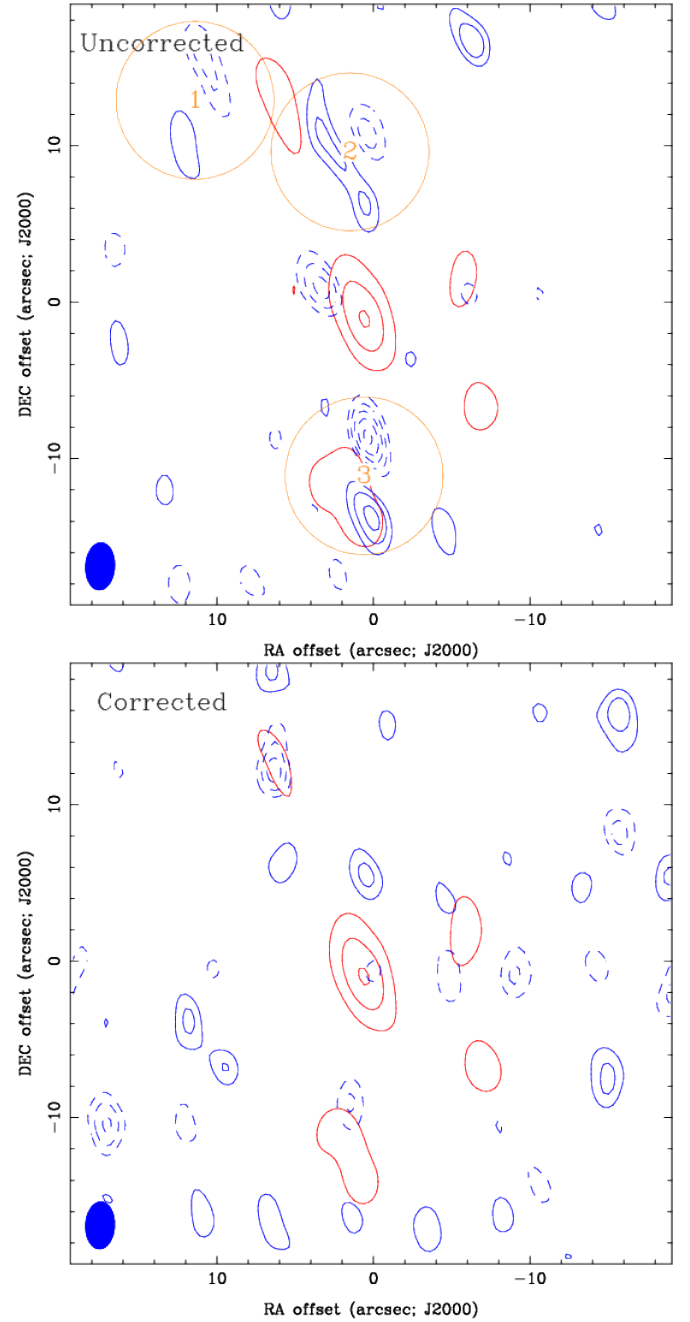 Uncorrected
1
2
3
10
0
−10
DEC offset (arcsec; J2000)
10
0
−10
RA offset (arcsec; J2000)
Corrected
10
0
−10
DEC offset (arcsec; J2000)
10
0
−10
RA offset (arcsec; J2000)